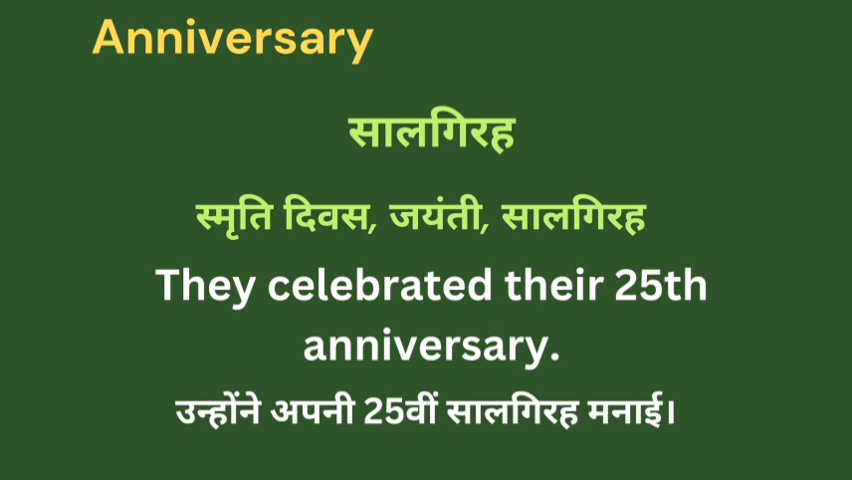 Anniversary
सालगिरह
स्मृति दिवस, जयंती, सालगिरह
They celebrated their 25th
anniversary.
उन्होंने अपनी 25वीं सालगिरह मनाई।